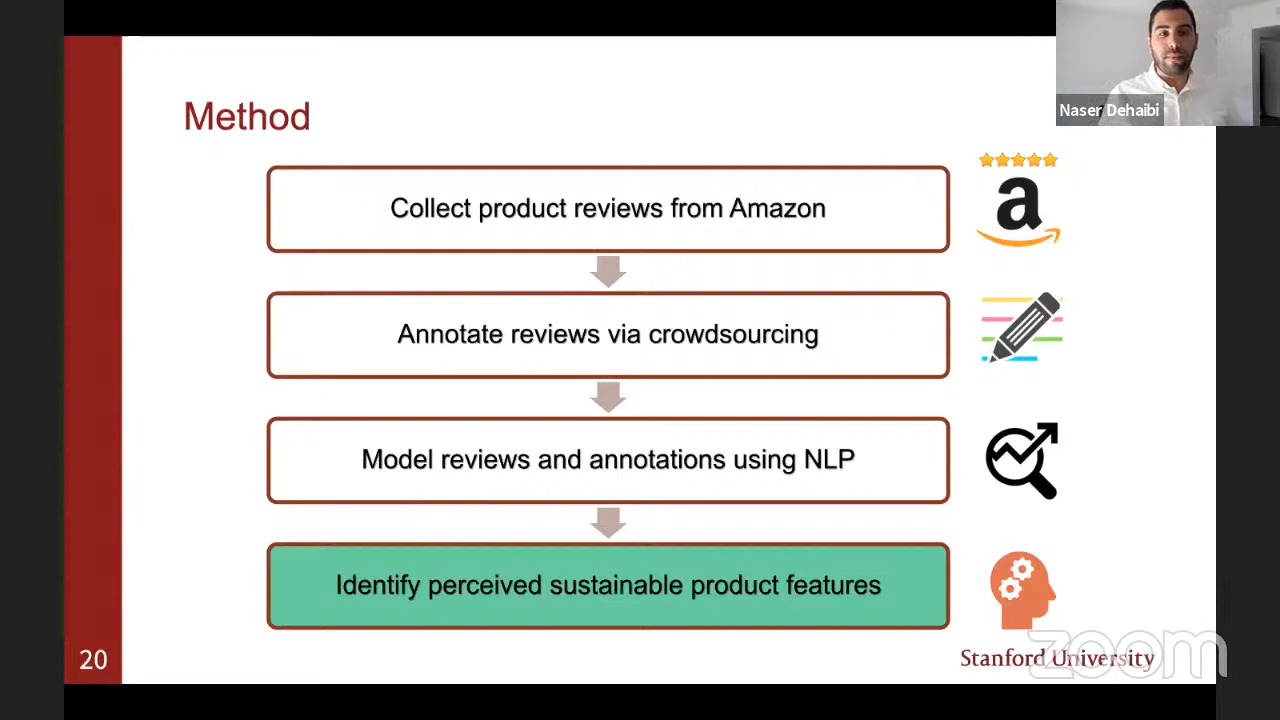 Naser Dehaibi
Method
Collect product reviews from Amazon
a
Annotate reviews via crowdsourcing
Model reviews and annotations using NLP
Identify perceived sustainable product features
20
Stanford University
zoom